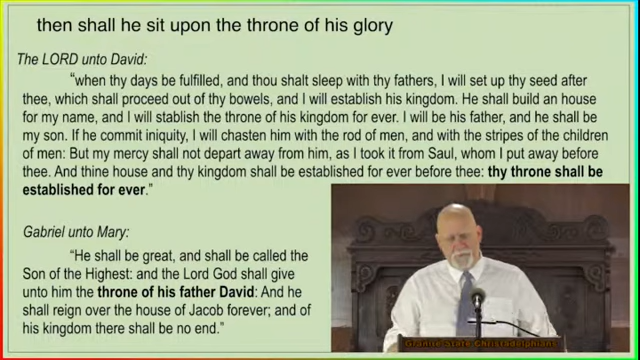 then shall he sit upon the throne of his glory
The LORD unto David:
“when thy days be fulfilled, and thou shalt sleep with thy fathers, I will set up thy seed after
thee, which shall proceed out of thy bowels, and I will establish his kingdom. He shall build an house
for my name, and I will stablish the throne of his kingdom for ever. I will be his father, and he shall be
my son. If he commit iniquity, I will chasten him with the rod of men, and with the stripes of the children
of men: But my mercy shall not depart away from him, as I took it from Saul, whom I put away before
thee. And thine house and thy kingdom shall be established for ever before thee: thy throne shall be
established for ever.”
Gabriel unto Mary:
“He shall be great, and shall be called the
Son of the Highest: and the Lord God shall give
unto him the throne of his father David: And he
shall reign over the house of Jacob forever; and of
his kingdom there shall be no end.”
Granite State Christadelphians